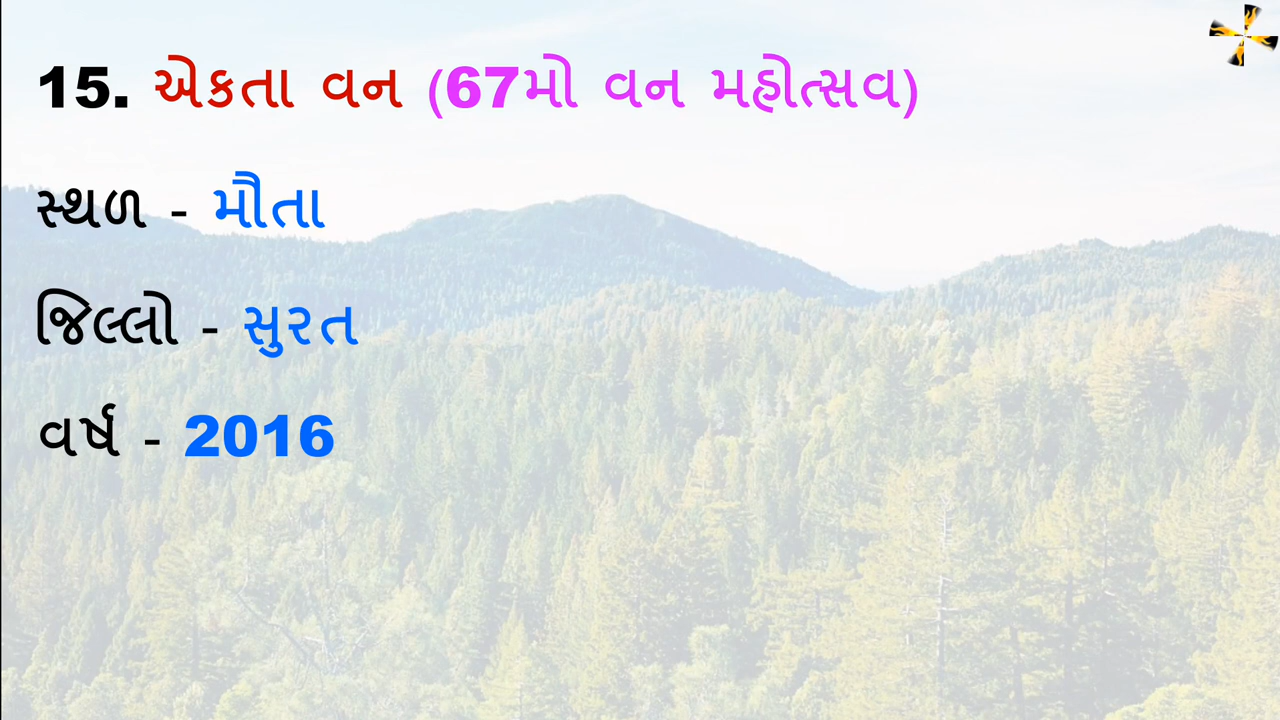 15. એકતા વન (67મો વન મહોત્સવ)
સ્થળ - મૌતા
જિલ્લો - સુરત
વર્ષ - 2016